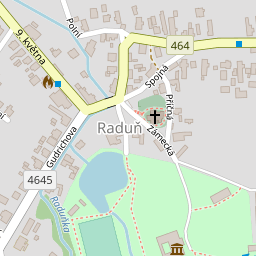 Polní
9. května
464
Spojná
Příčná
Raduň
Zámecká
Gudrichova
4645
Raduňka